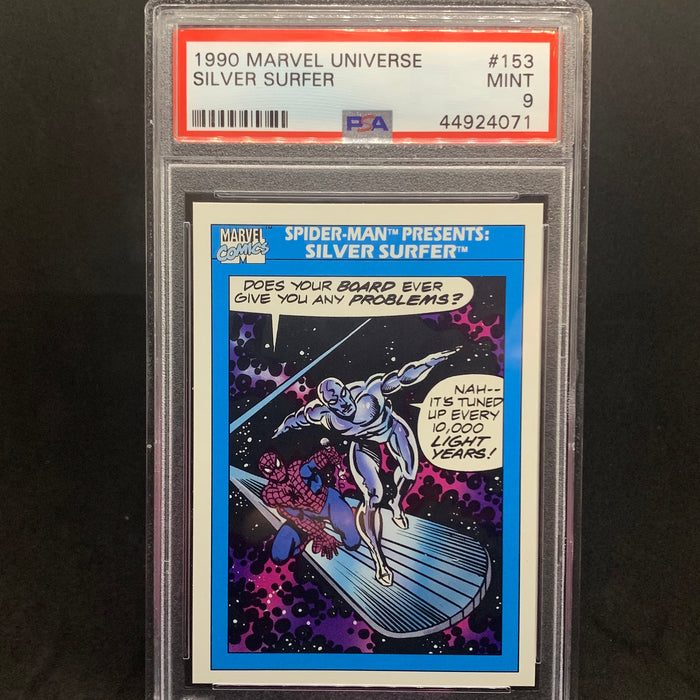 1990 MARVEL UNIVERSE #153
SILVER SURFER MINT
9
PSA 44924071
MARVEL™
COMICS
M
SPIDER-MAN™ PRESENTS:
SILVER SURFER™
DOES YOUR BOARD EVER
GIVE YOU ANY PROBLEMS?
NAH--
IT'S TUNED
UP EVERY
10,000
LIGHT
YEARS!